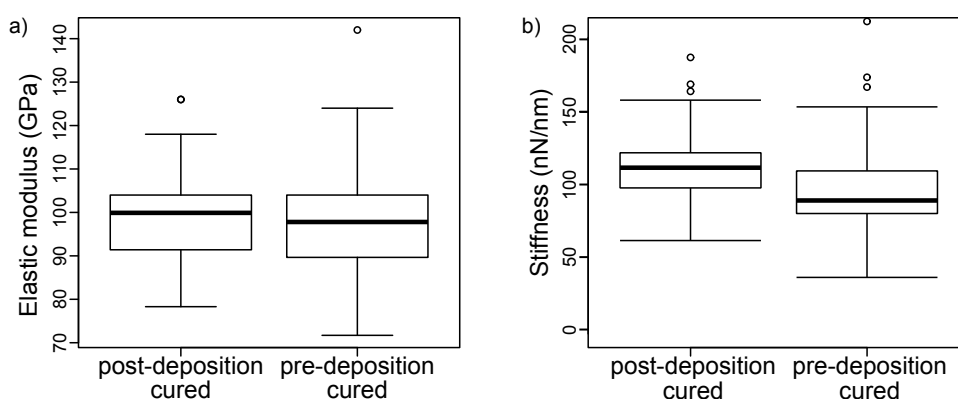 a)
Elastic modulus (GPa)
140
130
120
110
100
90
80
70
post-deposition
cured
pre-deposition
cured
b)
Stiffness (nN/nm)
200
150
100
50
0
post-deposition
cured
pre-deposition
cured